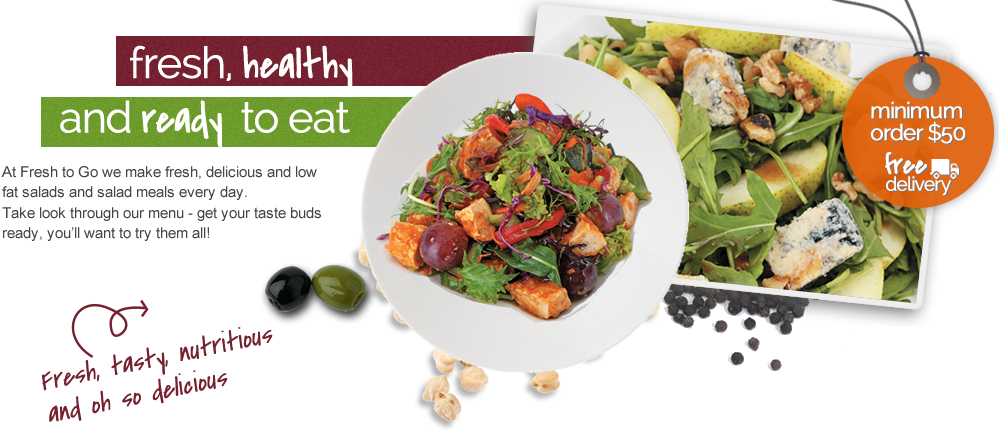 fresh, healthy
and ready to eat
At Fresh to Go we make fresh, delicious and low
fat salads and salad meals every day.
Take look through our menu - get your taste buds
ready, you'll want to try them all!
Fresh, tasty, nutritious
and oh so delicious
minimum
order $50
free
delivery